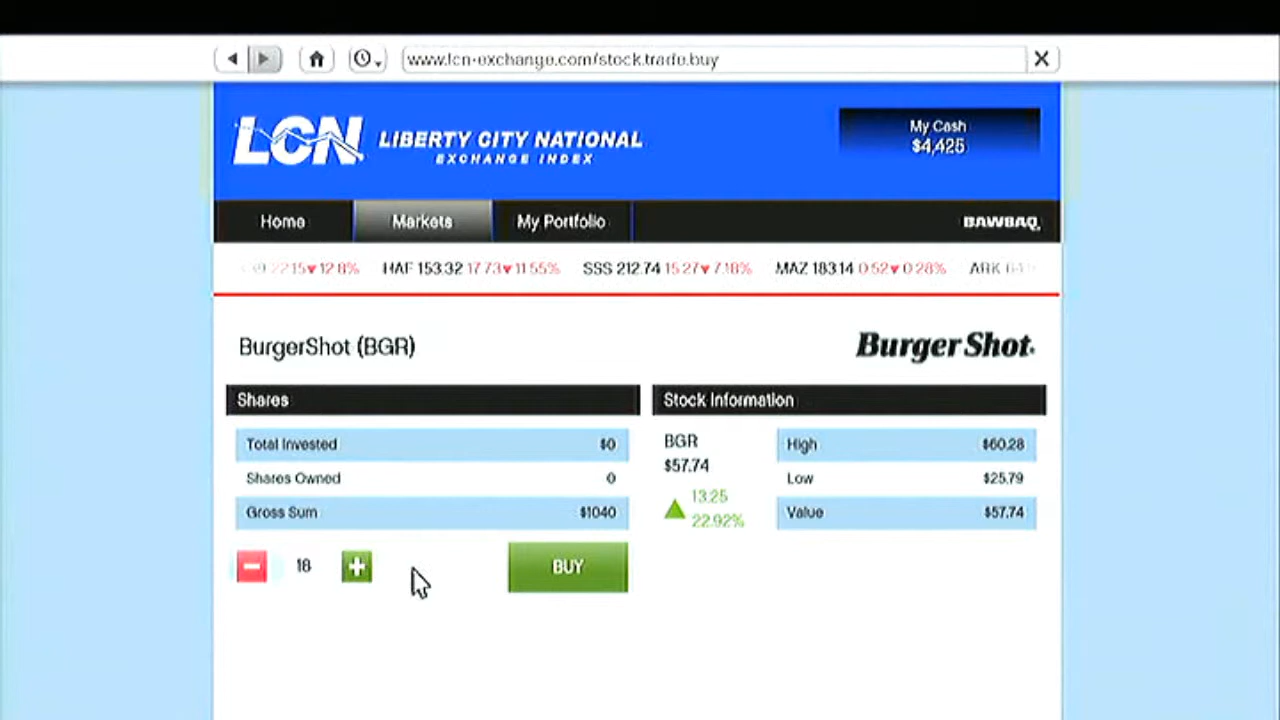 www.lcn-exchange.com/stock.trade.buy
LCN LIBERTY CITY NATIONAL
EXCHANGE INDEX
My Cash
$4,425
Home Markets My Portfolio BAWSAQ
22.15▼12.8% HAF 153.32 17.73▼11.55% SSS 212.74 15.27▼7.18% MAZ 183.14 0.52▼0.28% ARK
BurgerShot (BGR) Burger Shot
Shares
Total Invested $0
Shares Owned 0
Gross Sum $1040
18
BUY
Stock Information
BGR
$57.74
13.25
22.92%
High $60.28
Low $25.79
Value $57.74